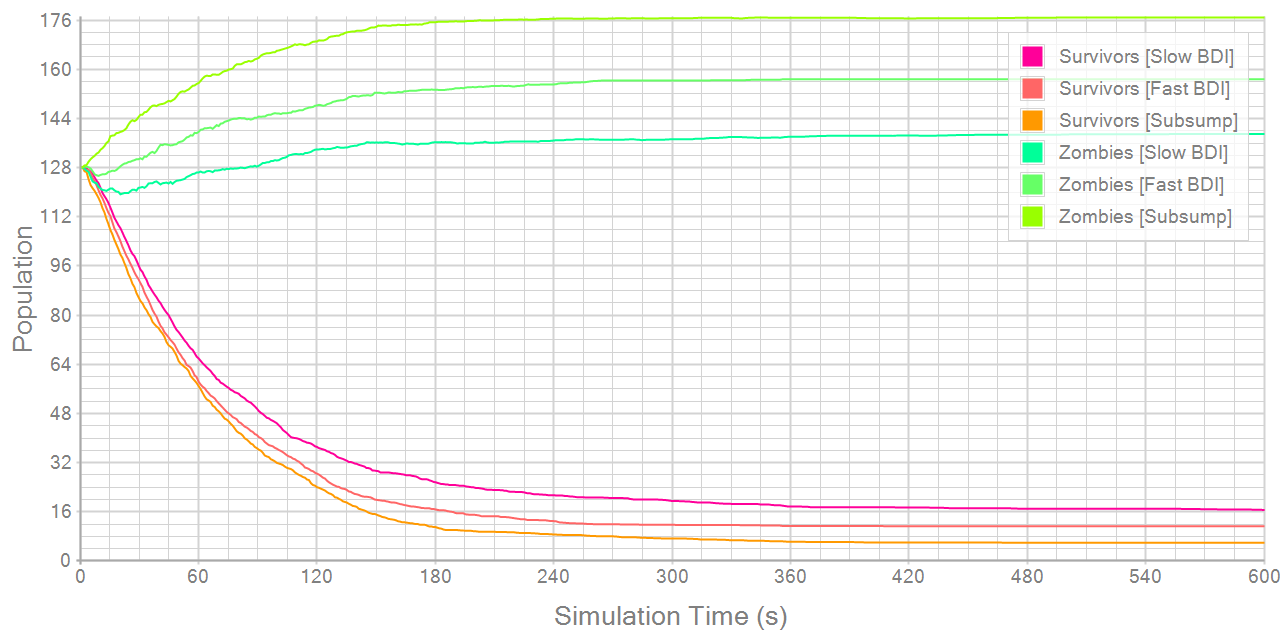 176
160
144
128
112
96
80
64
48
32
16
0
Population
Survivors [Slow BDI]
Survivors [Fast BDI]
Survivors [Subsump]
Zombies [Slow BDI]
Zombies [Fast BDI]
Zombies [Subsump]
0 60 120 180 240 300 360 420 480 540 600
Simulation Time (s)